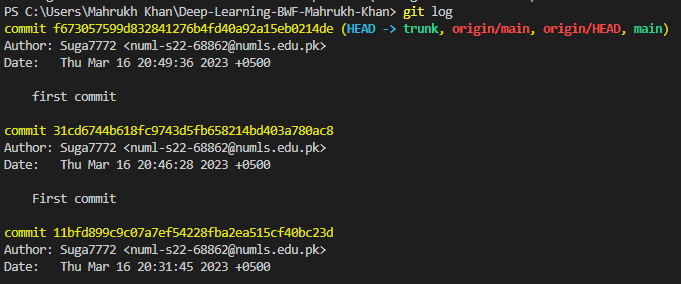 PS C:\Users\Mahrukh Khan\Deep-Learning-BWF-Mahrukh-Khan> git log
commit f673057599d832841276b4fd40a92a15eb0214de (HEAD -> trunk, origin/main, origin/HEAD, main)
Author: Suga7772 <numl-s22-68862@numls.edu.pk>
Date:   Thu Mar 16 20:49:36 2023 +0500
    first commit
commit 31cd6744b618fc9743d5fb658214bd403a780ac8
Author: Suga7772 <numl-s22-68862@numls.edu.pk>
Date:   Thu Mar 16 20:46:28 2023 +0500
    First commit
commit 11bfd899c9c07a7ef54228fba2ea515cf40bc23d
Author: Suga7772 <numl-s22-68862@numls.edu.pk>
Date:   Thu Mar 16 20:31:45 2023 +0500